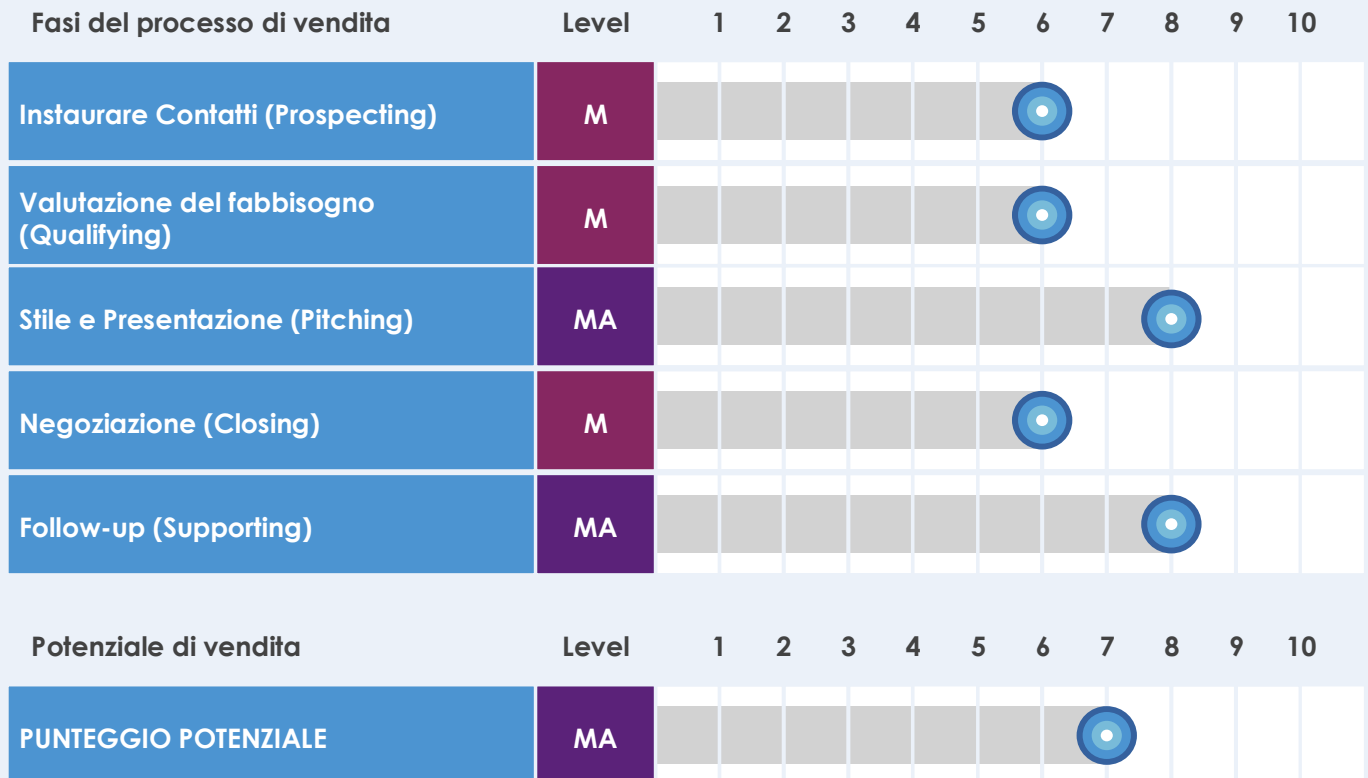 Fasi del processo di vendita Level 1 2 3 4 5 6 7 8 9 10
Instaurare Contatti (Prospecting) M
Valutazione del fabbisogno
(Qualifying) M
Stile e Presentazione (Pitching) MA
Negoziazione (Closing) M
Follow-up (Supporting) MA
Potenziale di vendita Level 1 2 3 4 5 6 7 8 9 10
PUNTEGGIO POTENZIALE MA